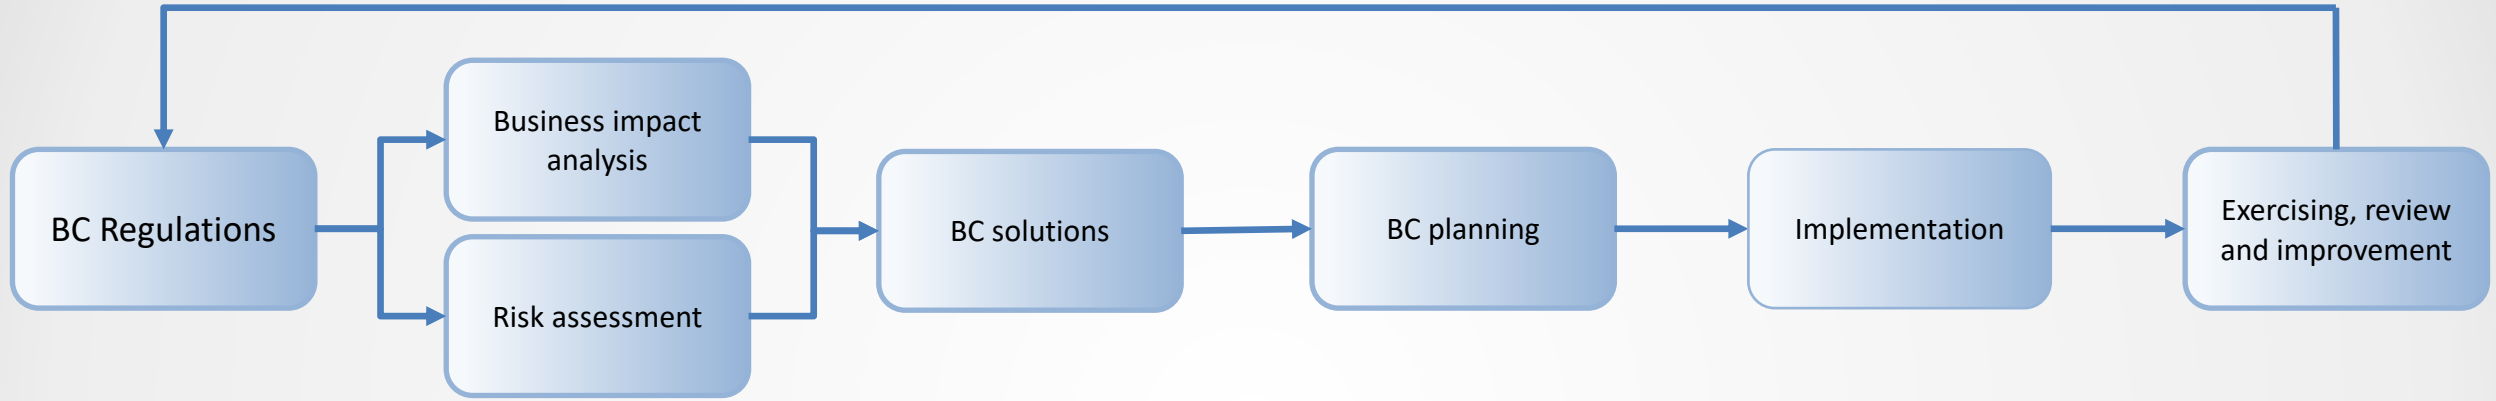 BC Regulations
Business impact
analysis
Risk assessment
BC solutions
BC planning
Implementation
Exercising, review
and improvement